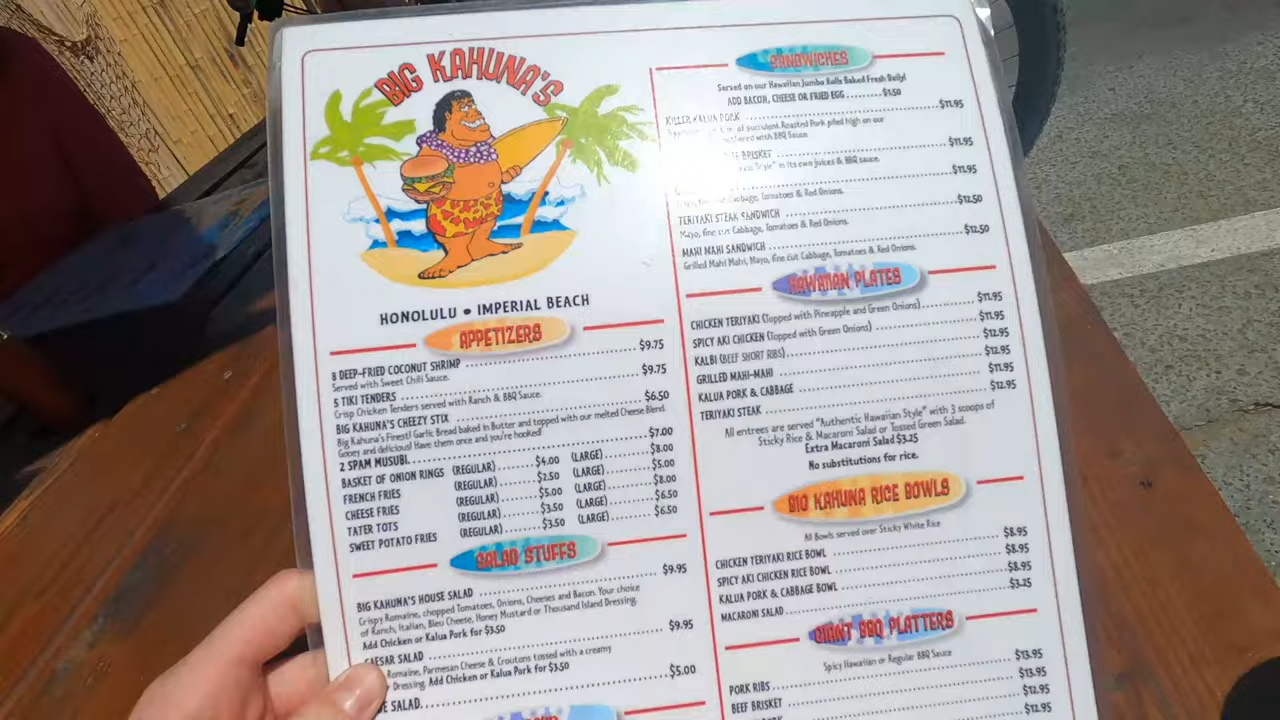 BIG KAHUNA'S
HONOLULU • IMPERIAL BEACH
APPETIZERS
8 DEEP-FRIED COCONUT SHRIMP $9.75
Served with Sweet Chili Sauce.
5 TIKI TENDERS $9.75
Crisp Chicken Tenders served with Ranch & BBQ Sauce.
BIG KAHUNA'S CHEEZY STIX $6.50
Big Kahuna's Finest! Garlic Bread baked in Butter and topped with our melted Cheese Blend.
Gooey and delicious! Have them once and you're hooked!
2 SPAM MUSUBI $7.00
BASKET OF ONION RINGS (REGULAR) $4.00 (LARGE) $8.00
FRENCH FRIES (REGULAR) $2.50 (LARGE) $5.00
CHEESE FRIES (REGULAR) $5.00 (LARGE) $8.00
TATER TOTS (REGULAR) $3.50 (LARGE) $6.50
SWEET POTATO FRIES (REGULAR) $3.50 (LARGE) $6.50
SALAD STUFFS
BIG KAHUNA'S HOUSE SALAD $9.95
Crispy Romaine, chopped Tomatoes, Onions, Cheeses and Bacon. Your choice
of Ranch, Italian, Bleu Cheese, Honey Mustard or Thousand Island Dressing.
Add Chicken or Kalua Pork for $3.50
CAESAR SALAD $9.95
Romaine, Parmesan Cheese & Croutons tossed with a creamy
Dressing. Add Chicken or Kalua Pork for $3.50
SALAD $5.00
SANDWICHES
Served on our Hawaiian Jumbo Rolls Baked Fresh Daily!
ADD BACON, CHEESE OR FRIED EGG $1.50
KILLER KALUA PORK $11.95
of succulent Roasted Pork piled high on our
with BBQ Sauce
BRISKET $11.95
Style" in its own juices & BBQ sauce.
$11.95
Cabbage, Tomatoes & Red Onions.
TERIYAKI STEAK SANDWICH $12.50
Mayo, fine cut Cabbage, Tomatoes & Red Onions.
MAHI MAHI SANDWICH $12.50
Grilled Mahi Mahi, Mayo, fine cut Cabbage, Tomatoes & Red Onions.
HAWAIIAN PLATES
CHICKEN TERIYAKI (Topped with Pineapple and Green Onions) $11.95
SPICY AKI CHICKEN (Topped with Green Onions) $11.95
KALBI (BEEF SHORT RIBS) $12.95
GRILLED MAHI-MAHI $12.95
KALUA PORK & CABBAGE $11.95
TERIYAKI STEAK $12.95
All entrees are served "Authentic Hawaiian Style" with 3 scoops of
Sticky Rice & Macaroni Salad or Tossed Green Salad.
Extra Macaroni Salad $3.25
No substitutions for rice.
BIG KAHUNA RICE BOWLS
All Bowls served over Sticky White Rice
CHICKEN TERIYAKI RICE BOWL $8.95
SPICY AKI CHICKEN RICE BOWL $8.95
KALUA PORK & CABBAGE BOWL $8.95
MACARONI SALAD $3.25
GIANT BBQ PLATTERS
Spicy Hawaiian or Regular BBQ Sauce
PORK RIBS $13.95
BEEF BRISKET $13.95
$12.95
$12.95